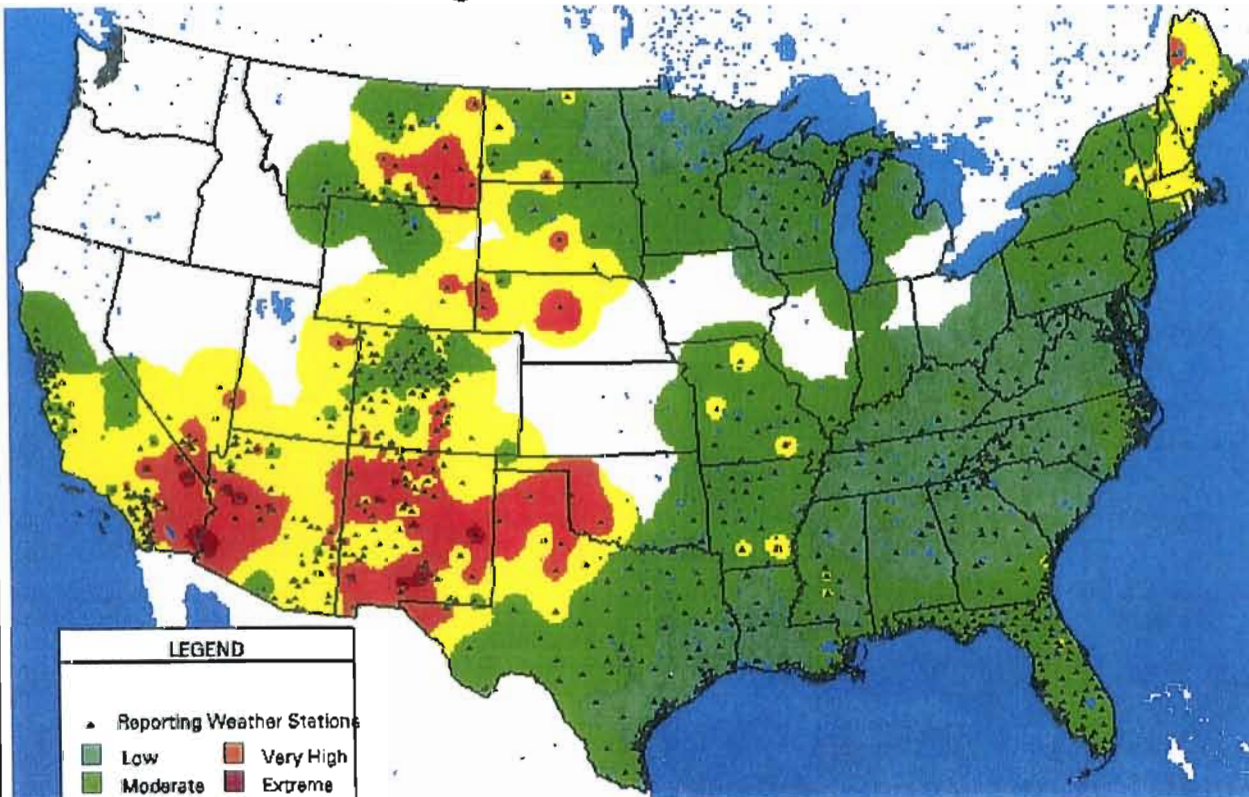 LEGEND
Reporting Weather Stations
Low
Very High
Moderate
Extreme